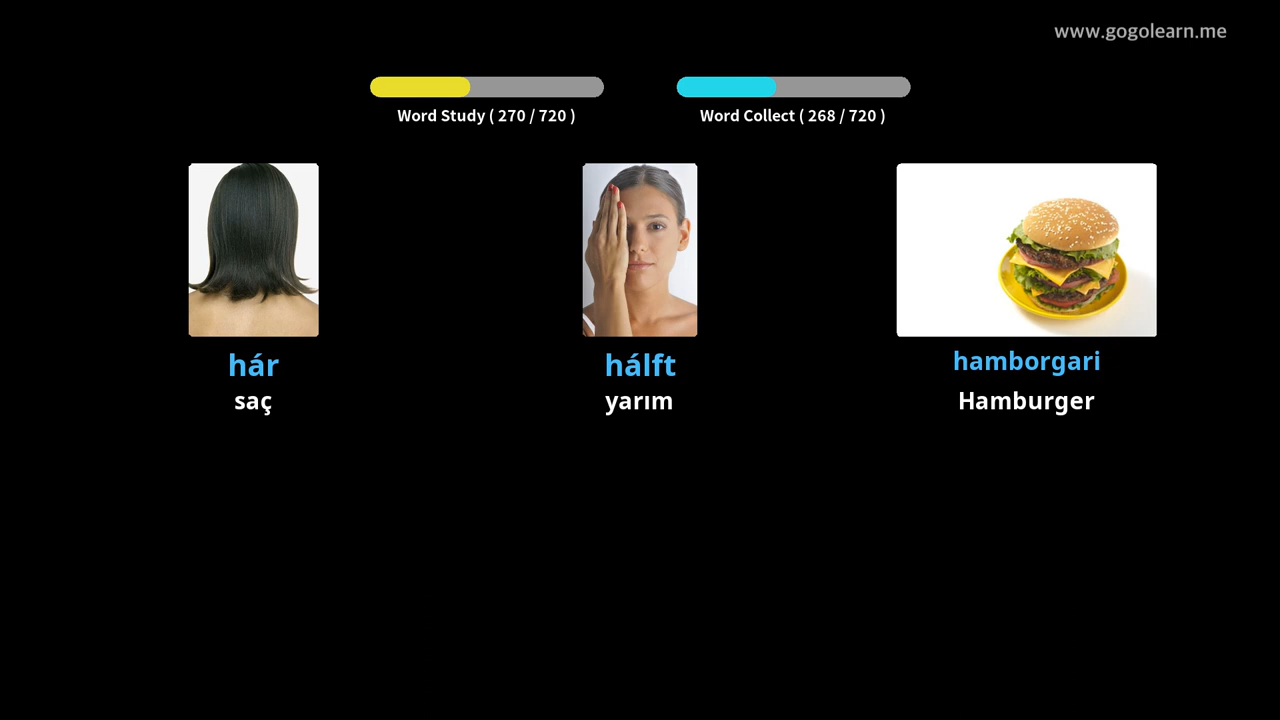 www.gogolearn.me
Word Study ( 270 / 720 )
Word Collect ( 268 / 720 )
hár
saç
hálft
yarım
hamborgari
Hamburger